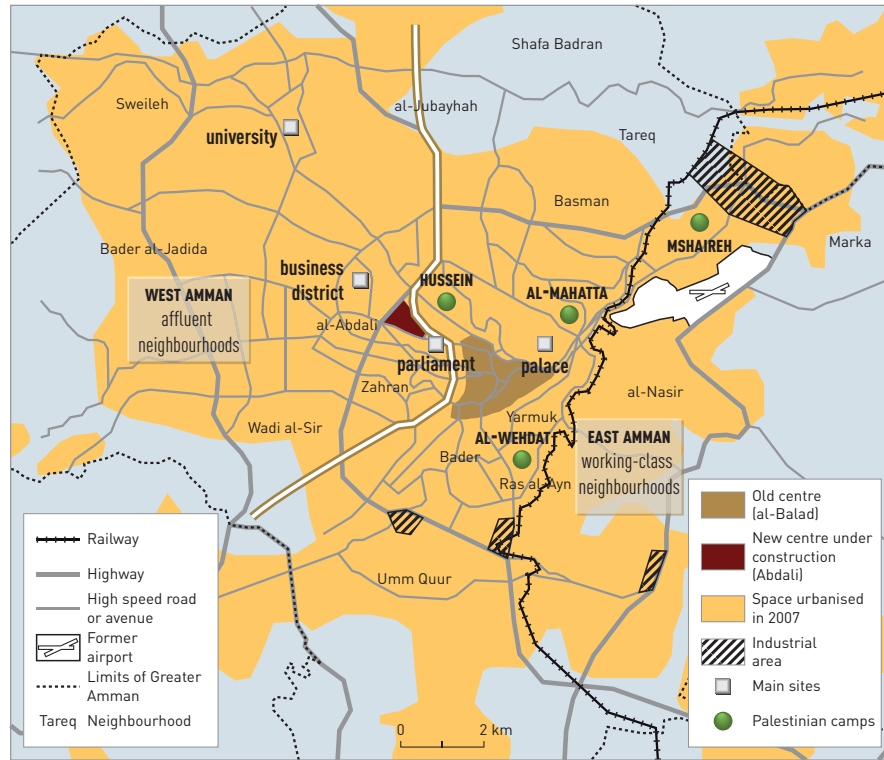 Shafa Badran
Sweileh
al-Jubayhah
university
Tareq
Basman
MSHAIREH
Marka
Bader al-Jadida
business
district
HUSSEIN
AL-MAHATTA
WEST AMMAN
affluent
neighbourhoods
al-Abdali
parliament
palace
Zahran
al-Nasir
Yarmuk
Wadi al-Sir
AL-WEHDAT
Bader
EAST AMMAN
working-class
neighbourhoods
Ras al-Ayn
Umm Quur
Railway
Highway
High speed road
or avenue
Former
airport
Limits of Greater
Amman
Tareq Neighbourhood
0 2 km
Old centre
(al-Balad)
New centre under
construction
(Abdali)
Space urbanised
in 2007
Industrial
area
Main sites
Palestinian camps